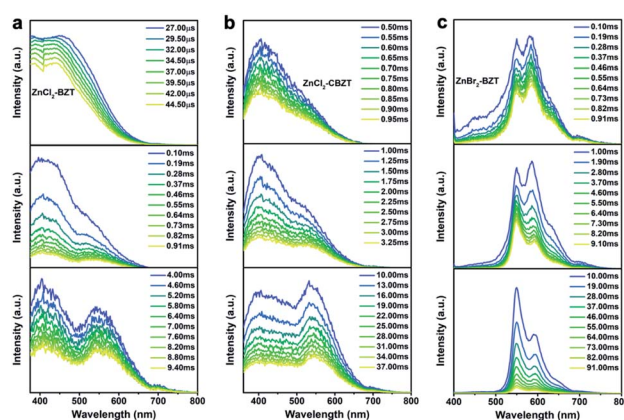 a
Intensity (a.u.)
ZnCl2-BZT
27.00μs
29.50μs
32.00μs
34.50μs
37.00μs
39.50μs
42.00μs
44.50μs
Intensity (a.u.)
0.10ms
0.19ms
0.28ms
0.37ms
0.46ms
0.55ms
0.64ms
0.73ms
0.82ms
0.91ms
Intensity (a.u.)
4.00ms
4.60ms
5.20ms
5.80ms
6.40ms
7.00ms
7.60ms
8.20ms
8.80ms
9.40ms
400 500 600 700 800
Wavelength (nm)
b
Intensity (a.u.)
ZnCl2-CBZT
0.50ms
0.55ms
0.60ms
0.65ms
0.70ms
0.75ms
0.80ms
0.85ms
0.90ms
0.95ms
Intensity (a.u.)
1.00ms
1.25ms
1.50ms
1.75ms
2.00ms
2.25ms
2.50ms
2.75ms
3.00ms
3.25ms
Intensity (a.u.)
10.00ms
13.00ms
16.00ms
19.00ms
22.00ms
25.00ms
28.00ms
31.00ms
34.00ms
37.00ms
400 500 600 700 800
Wavelength (nm)
c
Intensity (a.u.)
ZnBr2-BZT
0.10ms
0.19ms
0.28ms
0.37ms
0.46ms
0.55ms
0.64ms
0.73ms
0.82ms
0.91ms
Intensity (a.u.)
1.00ms
1.90ms
2.80ms
3.70ms
4.60ms
5.50ms
6.40ms
7.30ms
8.20ms
9.10ms
Intensity (a.u.)
10.00ms
19.00ms
28.00ms
37.00ms
46.00ms
55.00ms
64.00ms
73.00ms
82.00ms
91.00ms
400 500 600 700 800
Wavelength (nm)